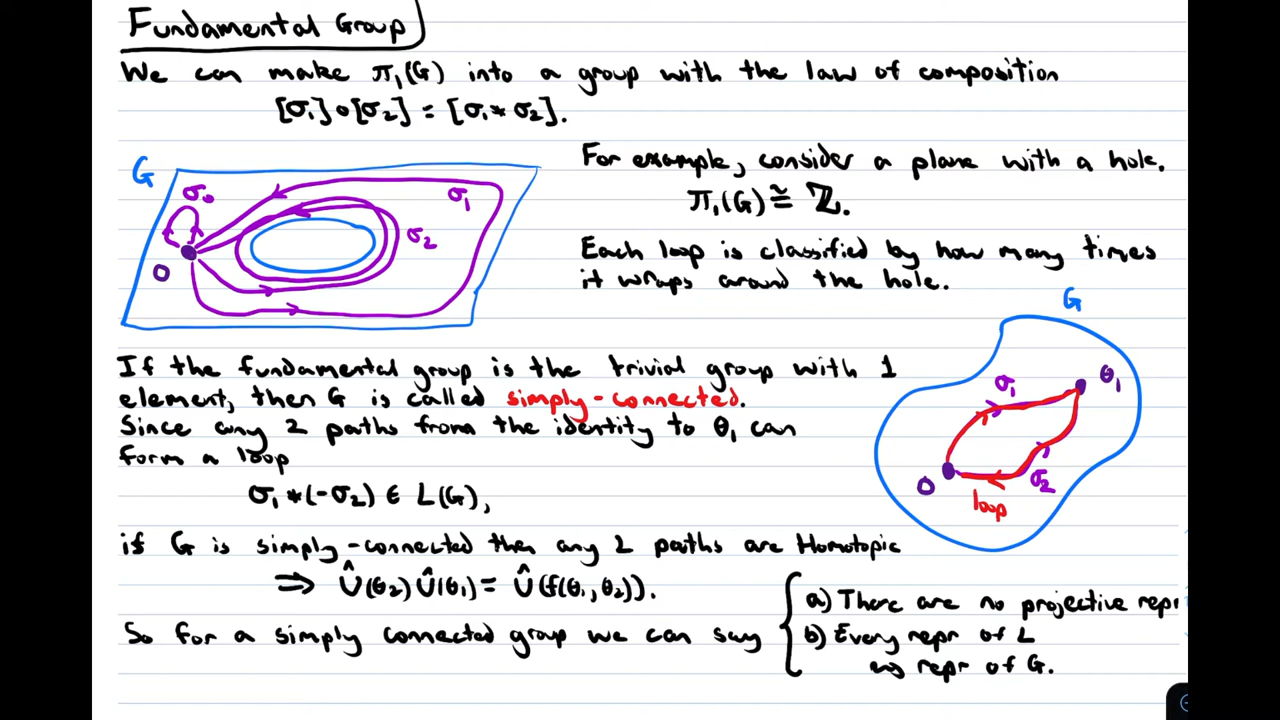 Fundamental Group
We can make π₁(G) into a group with the law of composition
[σ₁]∘[σ₂] = [σ₁ * σ₂].
G
σ₀
σ₁
σ₂
0
For example, consider a plane with a hole.
π₁(G) ≅ ℤ.
Each loop is classified by how many times
it wraps around the hole.
If the fundamental group is the trivial group with 1
element, then G is called simply-connected.
Since any 2 paths from the identity to θ₁ can
form a loop
σ₁ * (-σ₂) ∈ L(G),
G
σ₁
θ₁
0
σ₂
loop
if G is simply-connected then any 2 paths are Homotopic
⇒ Û(θ₂) Û(θ₁) = Û(f(θ₁, θ₂)).
So for a simply connected group we can say
a) There are no projective repr
b) Every repr of L
⇝ repr of G.